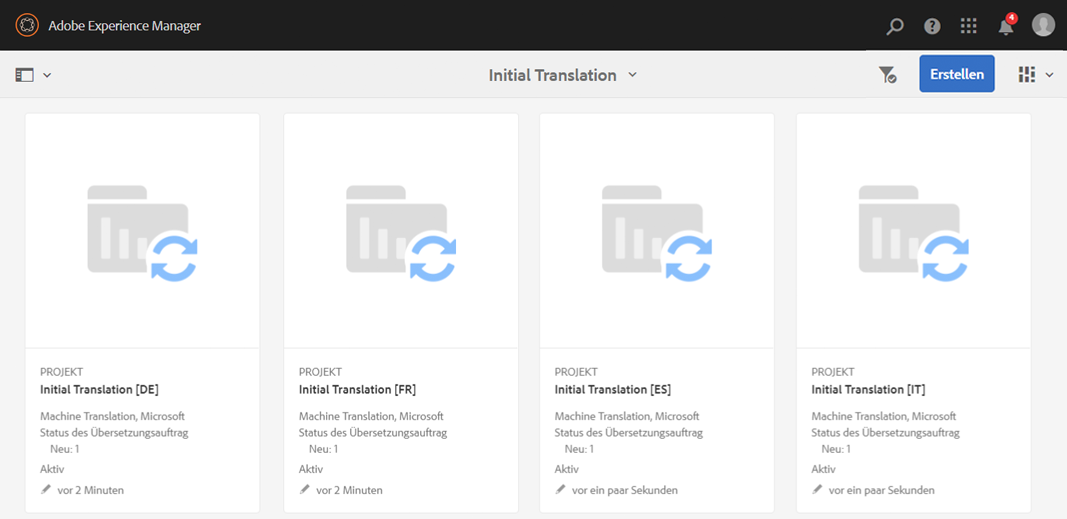 Adobe Experience Manager
4
Initial Translation
Erstellen
PROJEKT
Initial Translation [DE]
Machine Translation, Microsoft
Status des Übersetzungsauftrag
Neu: 1
Aktiv
vor 2 Minuten
PROJEKT
Initial Translation [FR]
Machine Translation, Microsoft
Status des Übersetzungsauftrag
Neu: 1
Aktiv
vor 2 Minuten
PROJEKT
Initial Translation [ES]
Machine Translation, Microsoft
Status des Übersetzungsauftrag
Neu: 1
Aktiv
vor ein paar Sekunden
PROJEKT
Initial Translation [IT]
Machine Translation, Microsoft
Status des Übersetzungsauftrag
Neu: 1
Aktiv
vor ein paar Sekunden